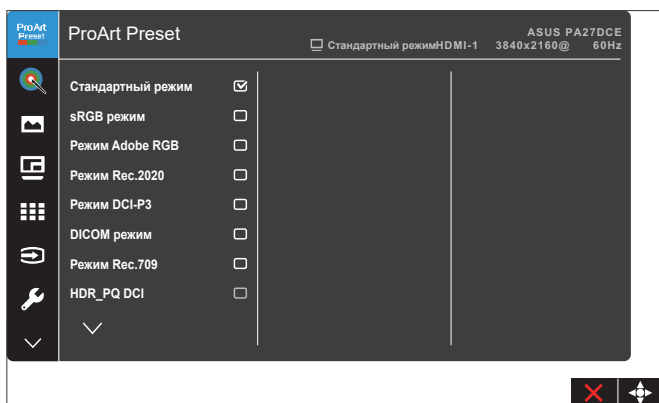 ProArt
Preset
ProArt Preset
Стандартный режимHDMI-1
ASUS PA27DCE
3840x2160@ 60Hz
Стандартный режим
sRGB режим
Режим Adobe RGB
Режим Rec.2020
Режим DCI-P3
DICOM режим
Режим Rec.709
HDR_PQ DCI